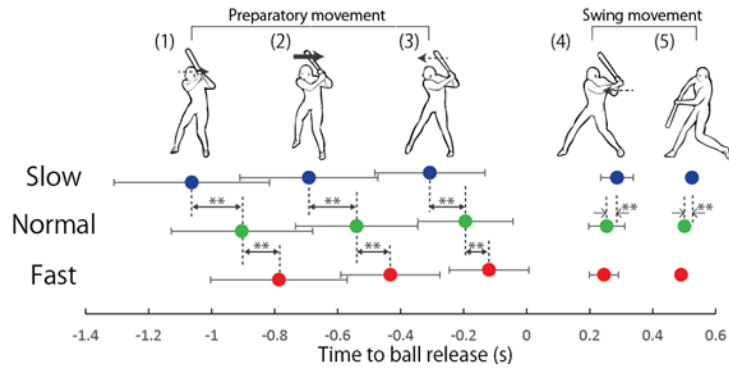 Preparatory movement
Swing movement
(1) (2) (3) (4) (5)
Slow
** ** ** **  **
Normal
** ** **
Fast
-1.4 -1.2 -1 -0.8 -0.6 -0.4 -0.2 0 0.2 0.4 0.6
Time to ball release (s)